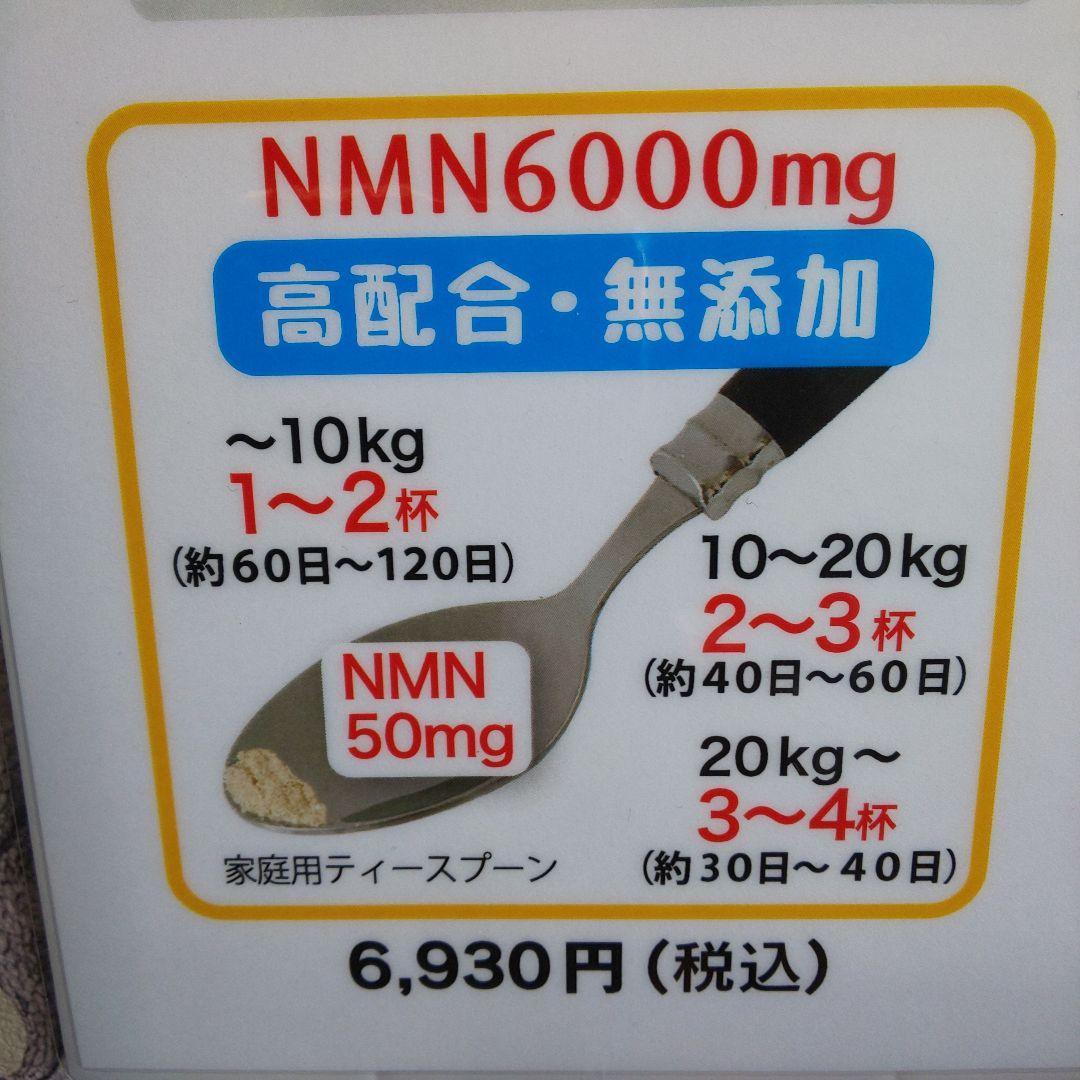 NMN6000mg
高配合・無添加
～10kg
1～2杯
（約60日～120日）
10～20kg
2～3杯
（約40日～60日）
NMN
50mg
20kg～
3～4杯
（約30日～40日）
家庭用ティースプーン
6,930円（税込）